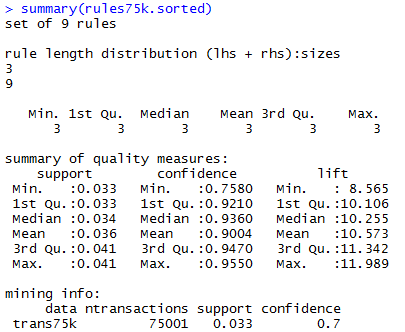 > summary(rules75k.sorted)
set of 9 rules
rule length distribution (lhs + rhs):sizes
3
9
Min. 1st Qu. Median Mean 3rd Qu. Max.
3 3 3 3 3 3
summary of quality measures:
support confidence lift
Min. :0.033 Min. :0.7580 Min. : 8.565
1st Qu.:0.033 1st Qu.:0.9210 1st Qu.:10.106
Median :0.034 Median :0.9360 Median :10.255
Mean :0.036 Mean :0.9004 Mean :10.573
3rd Qu.:0.041 3rd Qu.:0.9470 3rd Qu.:11.342
Max. :0.041 Max. :0.9550 Max. :11.989
mining info:
data ntransactions support confidence
trans75k 75001 0.033 0.7